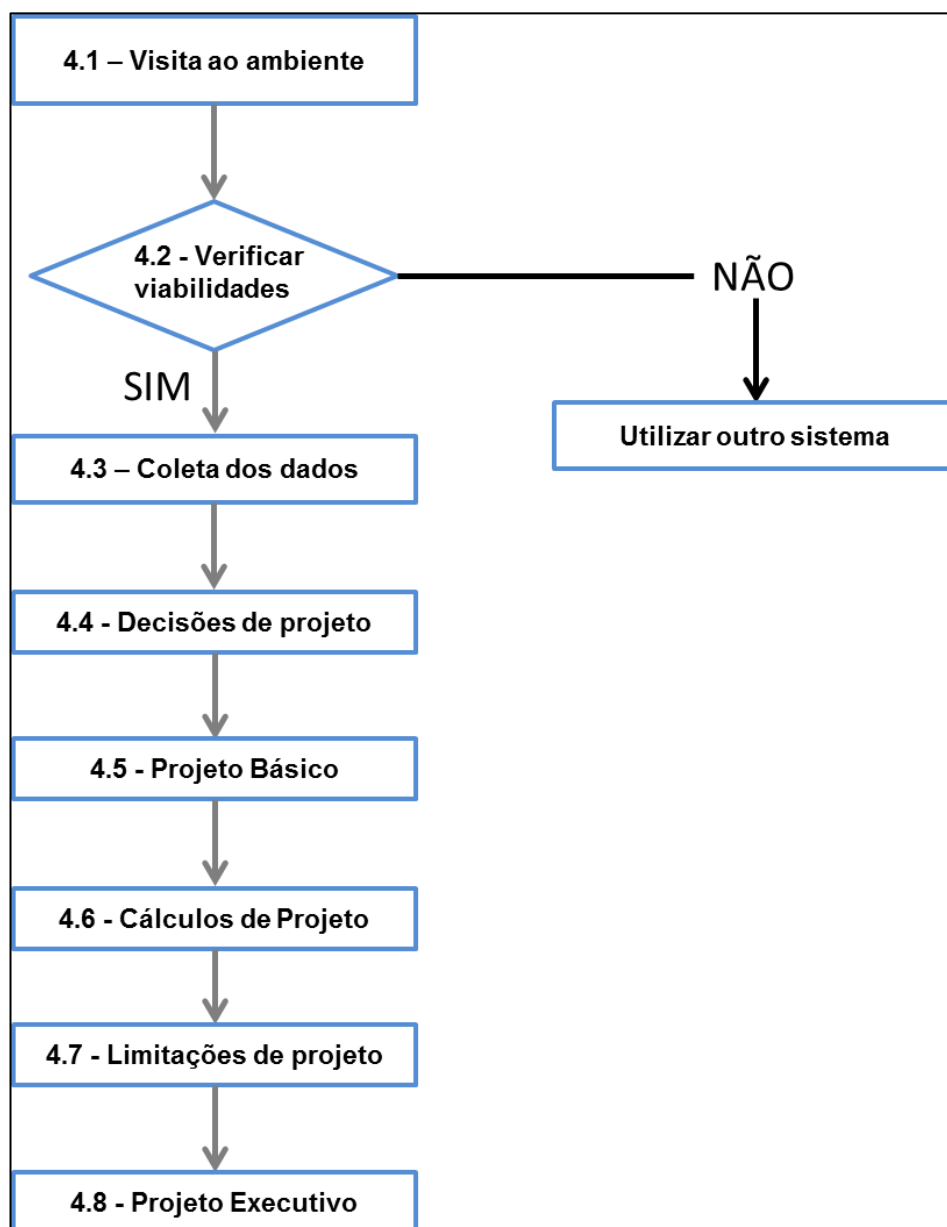 4.1 – Visita ao ambiente
4.2 - Verificar
viabilidades
NÃO
SIM
Utilizar outro sistema
4.3 – Coleta dos dados
4.4 - Decisões de projeto
4.5 - Projeto Básico
4.6 - Cálculos de Projeto
4.7 - Limitações de projeto
4.8 - Projeto Executivo